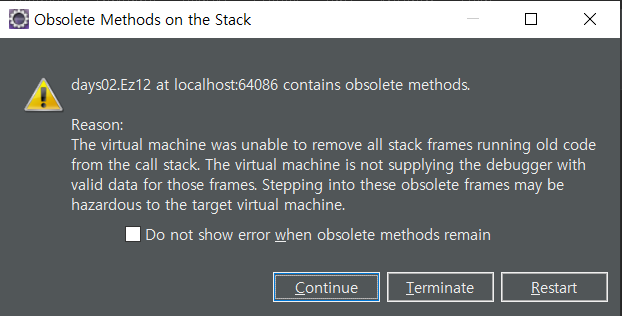 Obsolete Methods on the Stack
days02.Ez12 at localhost:64086 contains obsolete methods.
Reason:
The virtual machine was unable to remove all stack frames running old code
from the call stack. The virtual machine is not supplying the debugger with
valid data for those frames. Stepping into these obsolete frames may be
hazardous to the target virtual machine.
Do not show error when obsolete methods remain
Continue
Terminate
Restart